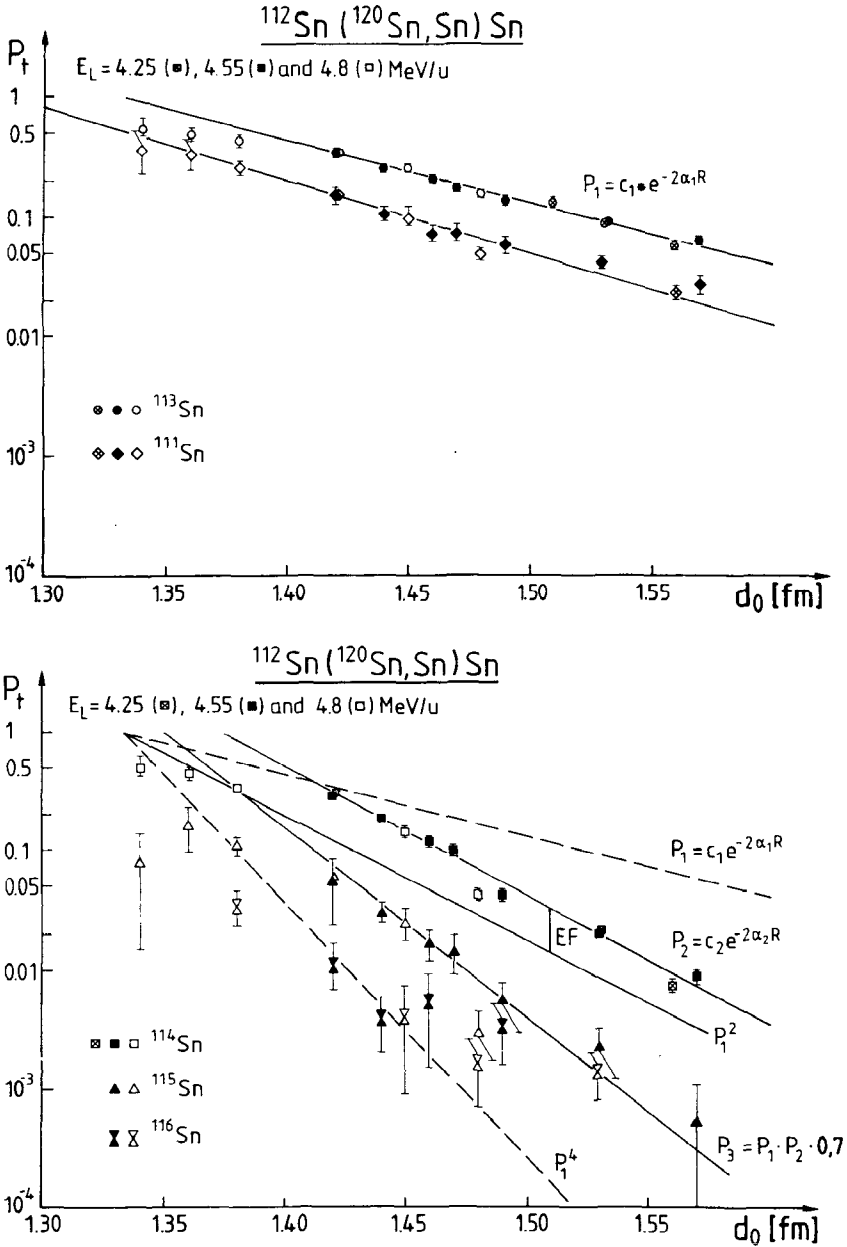 ¹¹²Sn (¹²⁰Sn, Sn) Sn
Pₜ
E_L = 4.25 (⊠), 4.55 (■) and 4.8 (□) MeV/u
1
0.5
P₁ = c₁• e^-2α₁R
0.1
0.05
0.01
¹¹³Sn
¹¹¹Sn
10⁻³
10⁻⁴
1.30
1.35
1.40
1.45
1.50
1.55
d₀ [fm]
¹¹²Sn (¹²⁰Sn, Sn) Sn
Pₜ
E_L = 4.25 (⊠), 4.55 (■) and 4.8 (□) MeV/u
1
0.5
0.1
P₁ = c₁e^-2α₁R
0.05
EF
P₂ = c₂e^-2α₂R
0.01
P₁²
¹¹⁴Sn
10⁻³
¹¹⁵Sn
¹¹⁶Sn
P₁⁴
P₃ = P₁ · P₂ · 0,7
10⁻⁴
1.30
1.35
1.40
1.45
1.50
1.55
d₀ [fm]